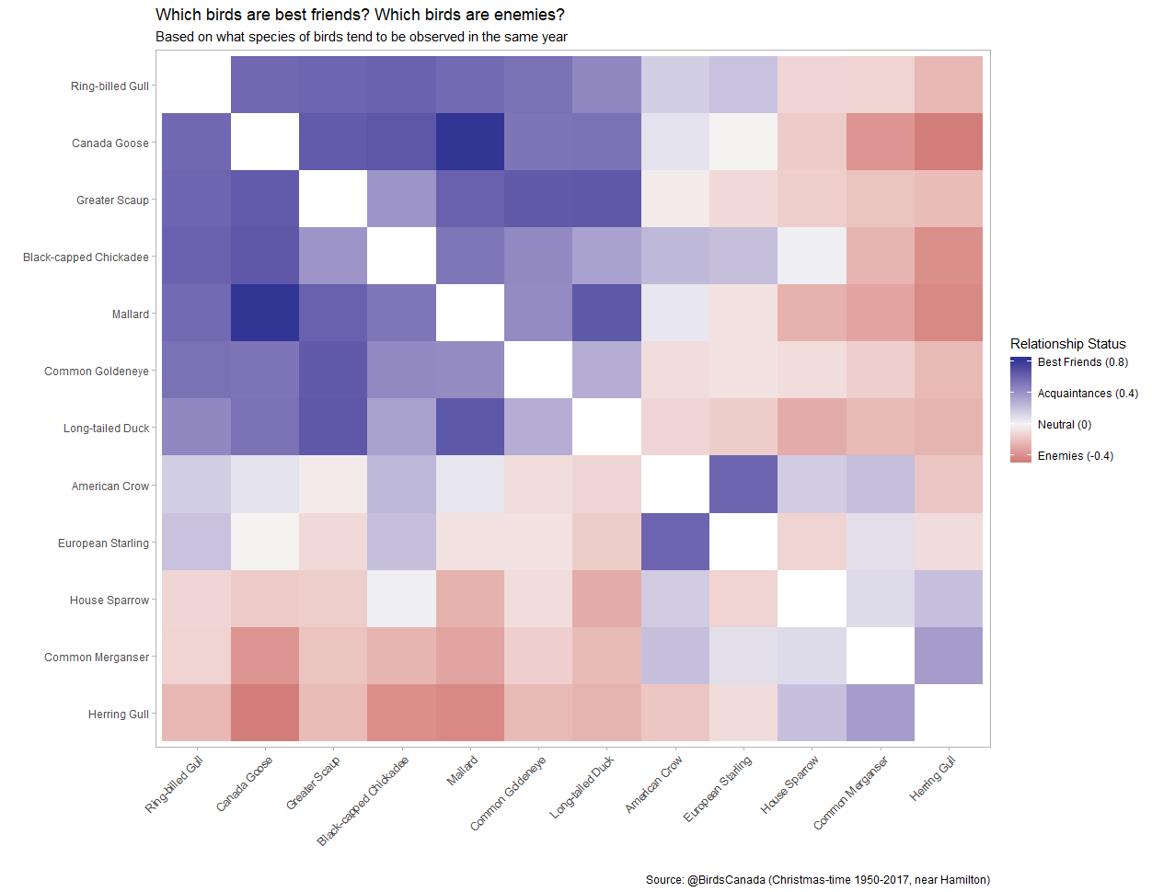 Which birds are best friends? Which birds are enemies?
Based on what species of birds tend to be observed in the same year
Ring-billed Gull
Canada Goose
Greater Scaup
Black-capped Chickadee
Mallard
Common Goldeneye
Long-tailed Duck
American Crow
European Starling
House Sparrow
Common Merganser
Herring Gull
Relationship Status
Best Friends (0.8)
Acquaintances (0.4)
Neutral (0)
Enemies (-0.4)
Ring-billed Gull
Canada Goose
Greater Scaup
Black-capped Chickadee
Mallard
Common Goldeneye
Long-tailed Duck
American Crow
European Starling
House Sparrow
Common Merganser
Herring Gull
Source: @BirdsCanada (Christmas-time 1950-2017, near Hamilton)